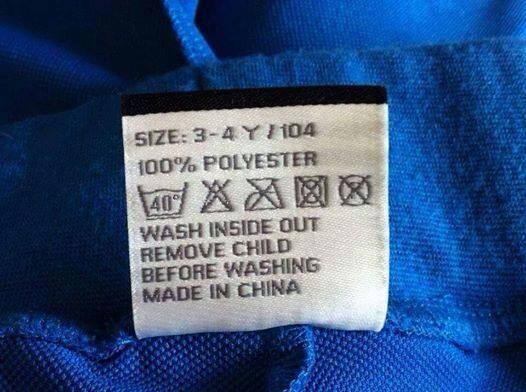 SIZE: 3-4 Y / 104
100% POLYESTER
40°
WASH INSIDE OUT
REMOVE CHILD
BEFORE WASHING
MADE IN CHINA